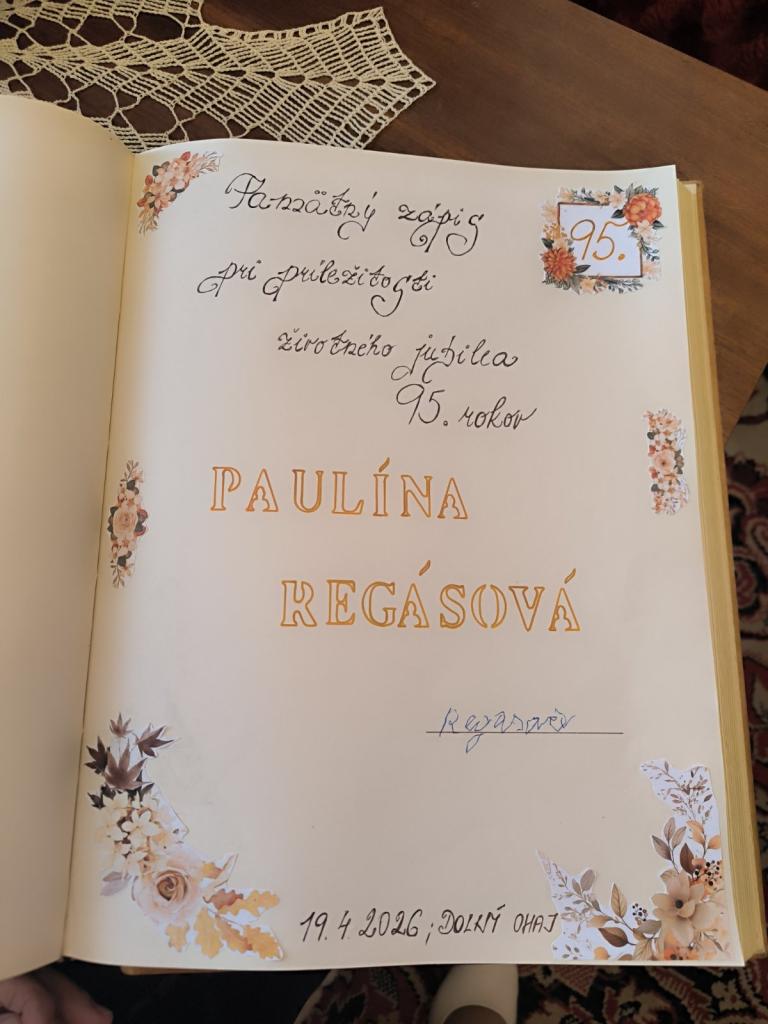 Pamätný zápis
95.
pri príležitosti
životného jubilea
95. rokov
PAULÍNA
REGÁSOVÁ
Regasová
19.4.2026; DOLNÝ OHAJ